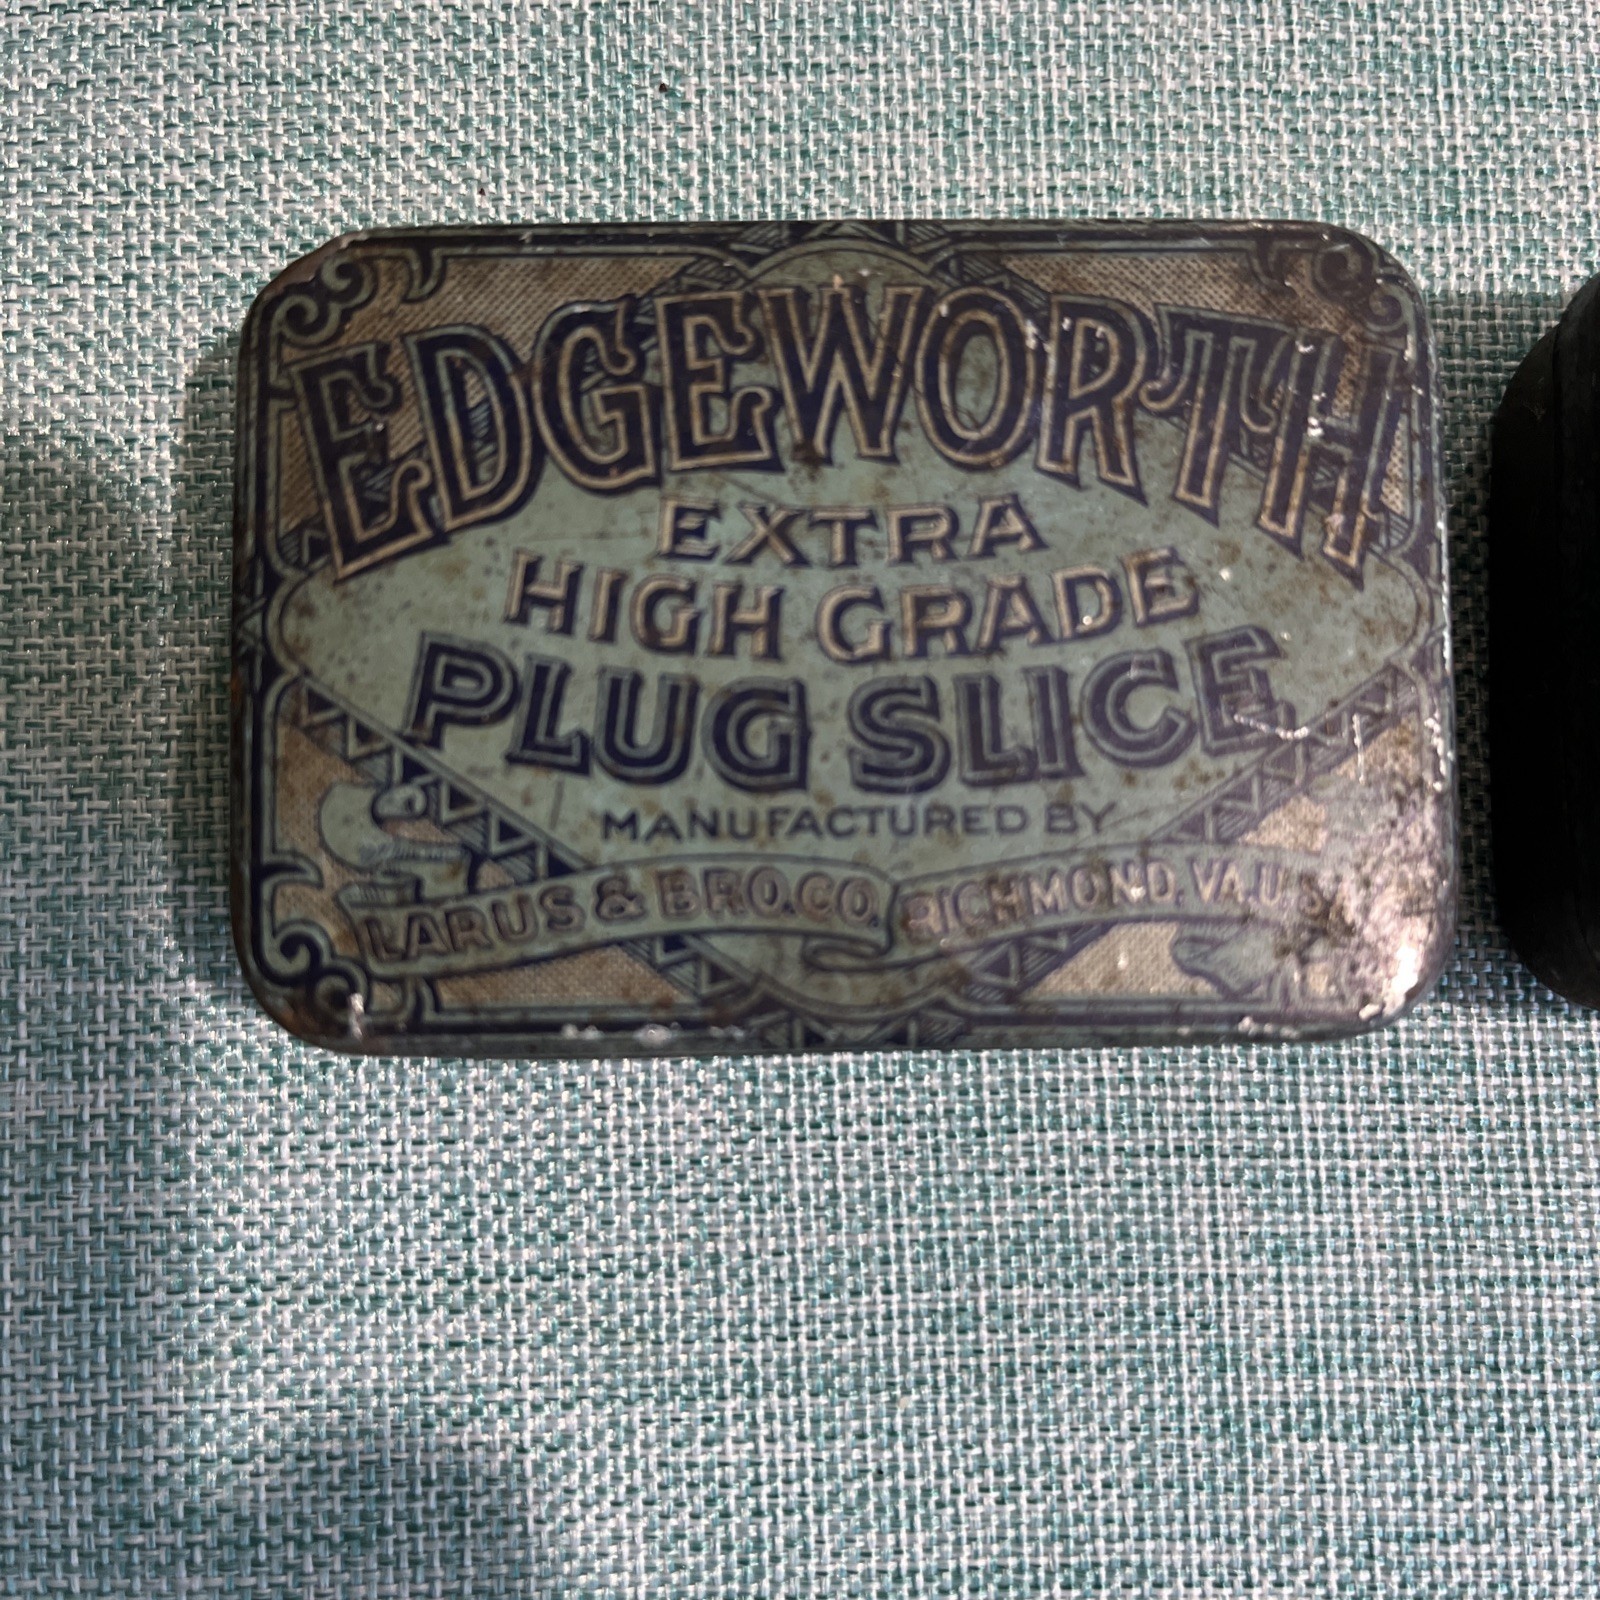 EDGEWORTH
EXTRA
HIGH GRADE
PLUG SLICE
MANUFACTURED BY
LARUS & BRO.CO. RICHMOND, VA.U.S.